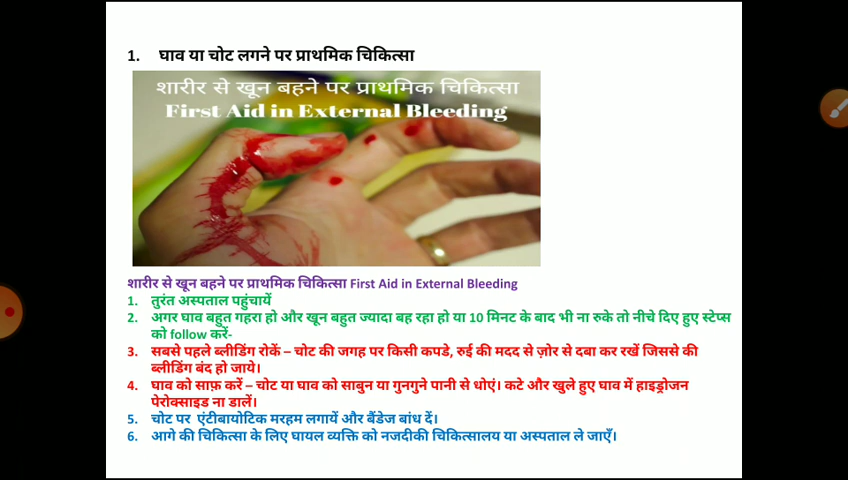 1. घाव या चोट लगने पर प्राथमिक चिकित्सा
शारीर से खून बहने पर प्राथमिक चिकित्सा
First Aid in External Bleeding
शारीर से खून बहने पर प्राथमिक चिकित्सा First Aid in External Bleeding
1. तुरंत अस्पताल पहुंचायें
2. अगर घाव बहुत गहरा हो और खून बहुत ज्यादा बह रहा हो या 10 मिनट के बाद भी ना रुके तो नीचे दिए हुए स्टेप्स
को follow करें-
3. सबसे पहले ब्लीडिंग रोकें – चोट की जगह पर किसी कपडे, रुई की मदद से ज़ोर से दबा कर रखें जिससे की
ब्लीडिंग बंद हो जाये।
4. घाव को साफ़ करें – चोट या घाव को साबुन या गुनगुने पानी से धोएं। कटे और खुले हुए घाव में हाइड्रोजन
पेरोक्साइड ना डालें।
5. चोट पर एंटीबायोटिक मरहम लगायें और बैंडेज बांध दें।
6. आगे की चिकित्सा के लिए घायल व्यक्ति को नजदीकी चिकित्सालय या अस्पताल ले जाएँ।